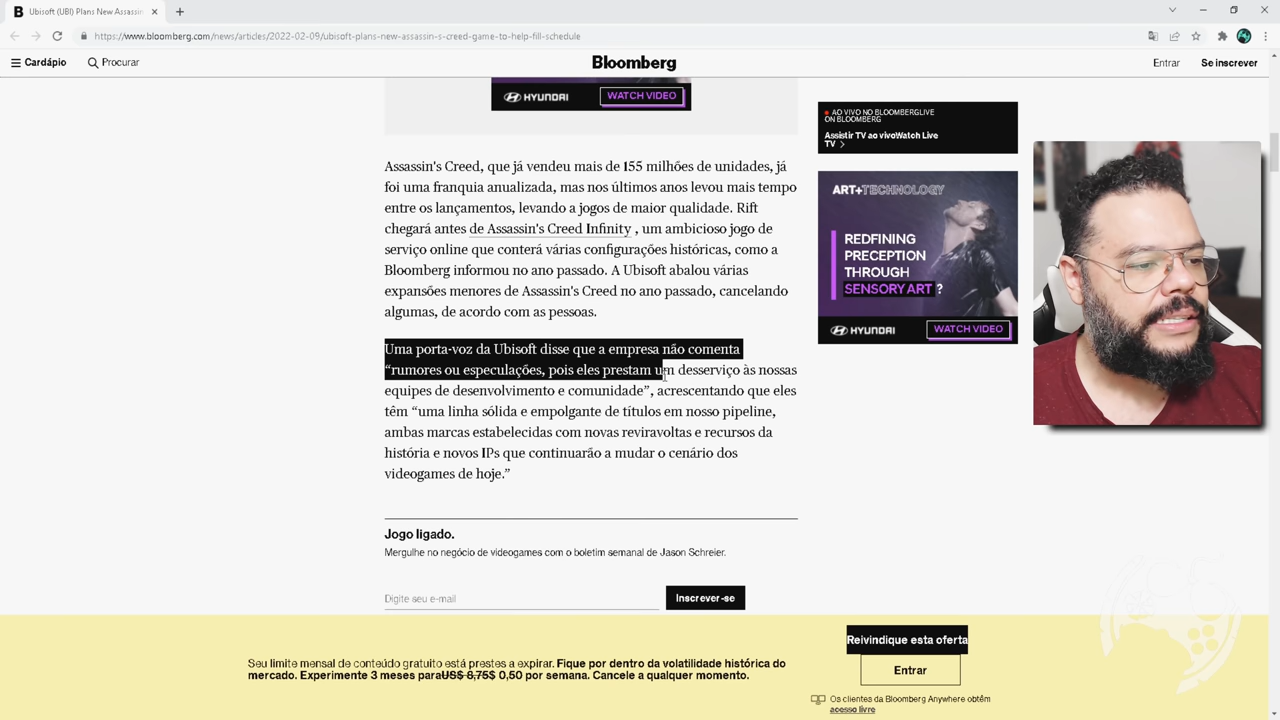 Ubisoft (UBI) Plans New Assassin
https://www.bloomberg.com/news/articles/2022-02-09/ubisoft-plans-new-assassin-s-creed-game-to-help-fill-schedule
Cardápio
Procurar
Bloomberg
Entrar
Se inscrever
HYUNDAI
WATCH VIDEO
Assassin's Creed, que já vendeu mais de 155 milhões de unidades, já
foi uma franquia anualizada, mas nos últimos anos levou mais tempo
entre os lançamentos, levando a jogos de maior qualidade. Rift
chegará antes de Assassin's Creed Infinity , um ambicioso jogo de
serviço online que conterá várias configurações históricas, como a
Bloomberg informou no ano passado. A Ubisoft abalou várias
expansões menores de Assassin's Creed no ano passado, cancelando
algumas, de acordo com as pessoas.
Uma porta-voz da Ubisoft disse que a empresa não comenta
“rumores ou especulações, pois eles prestam um desserviço às nossas
equipes de desenvolvimento e comunidade”, acrescentando que eles
têm “uma linha sólida e empolgante de títulos em nosso pipeline,
ambas marcas estabelecidas com novas reviravoltas e recursos da
história e novos IPs que continuarão a mudar o cenário dos
videogames de hoje.”
Jogo ligado.
Mergulhe no negócio de videogames com o boletim semanal de Jason Schreier.
Digite seu e-mail
Inscrever-se
AO VIVO NO BLOOMBERGLIVE
ON BLOOMBERG
Assistir TV ao vivoWatch Live
TV
ART+TECHNOLOGY
REDFINING
PRECEPTION
THROUGH
SENSORY ART ?
HYUNDAI
WATCH VIDEO
Seu limite mensal de conteúdo gratuito está prestes a expirar. Fique por dentro da volatilidade histórica do
mercado. Experimente 3 meses paraUS$ 8,75$ 0,50 por semana. Cancele a qualquer momento.
Reivindique esta oferta
Entrar
Os clientes da Bloomberg Anywhere obtêm
acesso livre